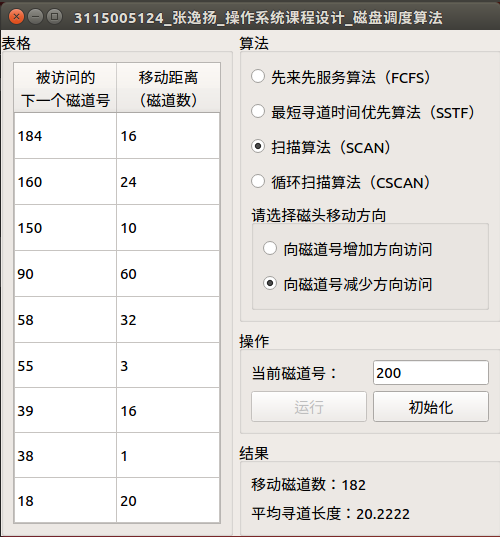 3115005124_张逸扬_操作系统课程设计_磁盘调度算法
表格
被访问的 移动距离
下一个磁道号 （磁道数）
184 16
160 24
150 10
90 60
58 32
55 3
39 16
38 1
18 20
算法
先来先服务算法（FCFS）
最短寻道时间优先算法（SSTF）
扫描算法（SCAN）
循环扫描算法（CSCAN）
请选择磁头移动方向
向磁道号增加方向访问
向磁道号减少方向访问
操作
当前磁道号： 200
运行 初始化
结果
移动磁道数：182
平均寻道长度：20.2222